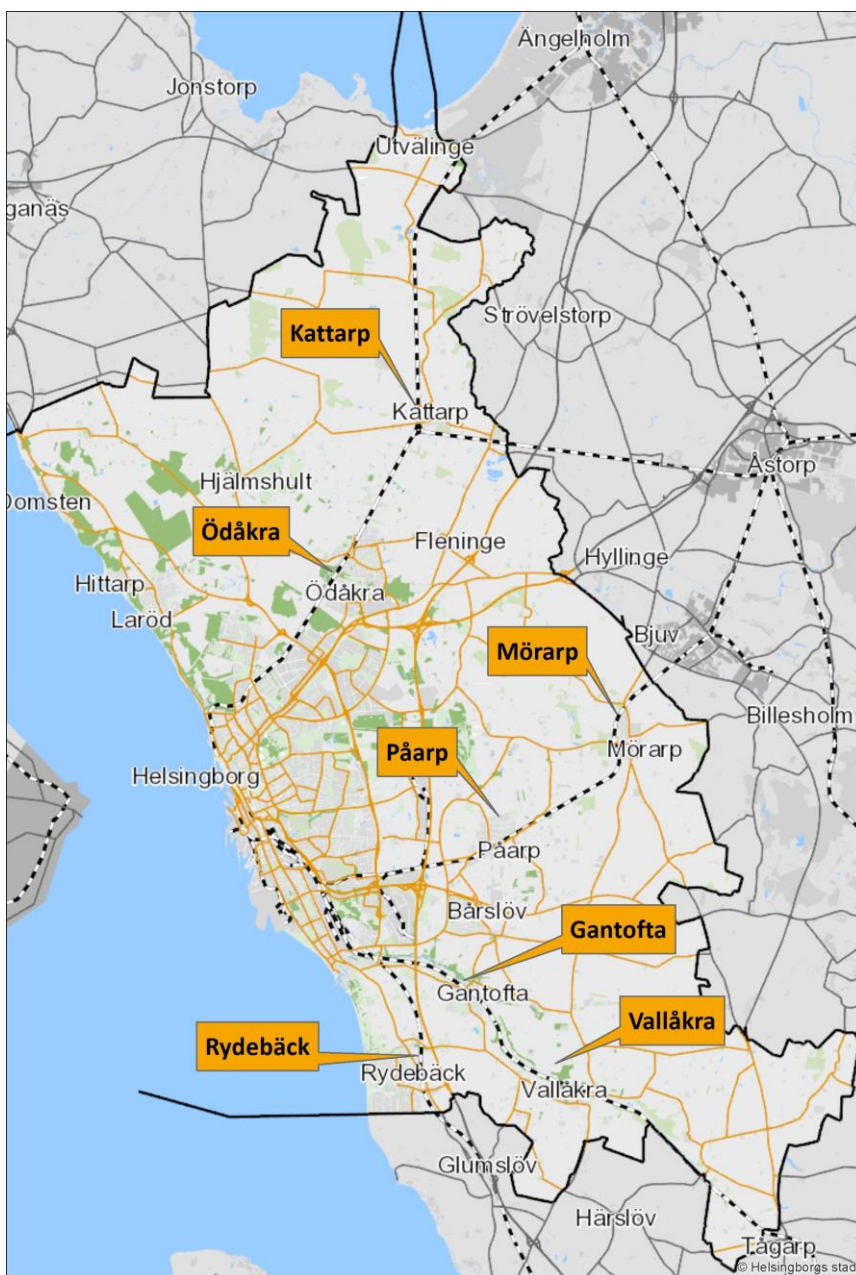 Ängelholm
Jonstorp
Utvälinge
ganäs
Strövelstorp
Kattarp
Kattarp
Åstorp
Hjälmshult
Domsten
Ödåkra
Fleninge
Hyllinge
Hittarp
Ödåkra
Laröd
Bjuv
Mörarp
Billesholm
Påarp
Mörarp
Helsingborg
Påarp
Bårslöv
Gantofta
Gantofta
Vallåkra
Rydebäck
Rydebäck
Vallåkra
Glumslöv
Härslöv
Tågarp
© Helsingborgs stad